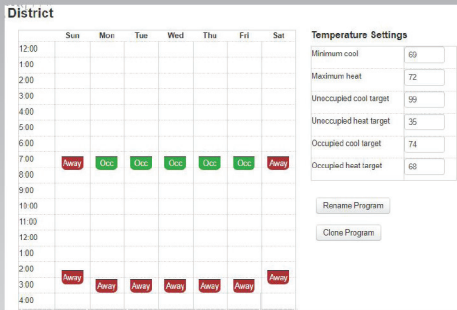 District
Sun Mon Tue Wed Thu Fri Sat
12:00
1:00
2:00
3:00
4:00
5:00
6:00
7:00
Away Occ Occ Occ Occ Occ Away
8:00
9:00
10:00
11:00
12:00
1:00
2:00
Away Away
3:00
Away Away Away Away Away
4:00
Temperature Settings
Minimum cool 69
Maximum heat 72
Uneccupied cool target 99
Uneccupied heat target 35
Occupied cool target 74
Occupied heat target 68
Rename Program
Clone Program